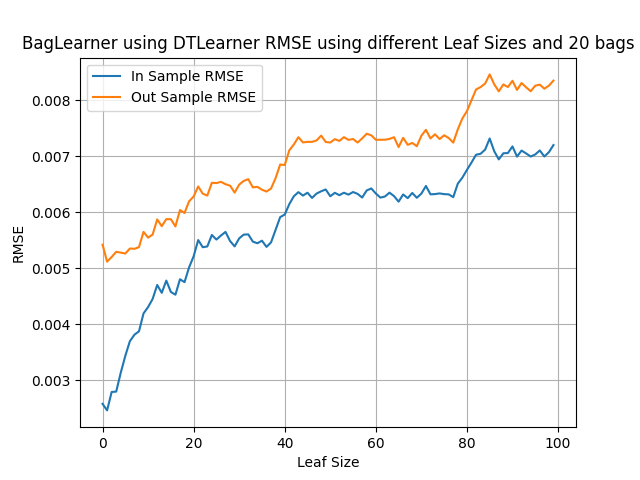 BagLearner using DTLearner RMSE using different Leaf Sizes and 20 bags
In Sample RMSE
Out Sample RMSE
0.008
0.007
0.006
0.005
0.004
0.003
RMSE
0 20 40 60 80 100
Leaf Size